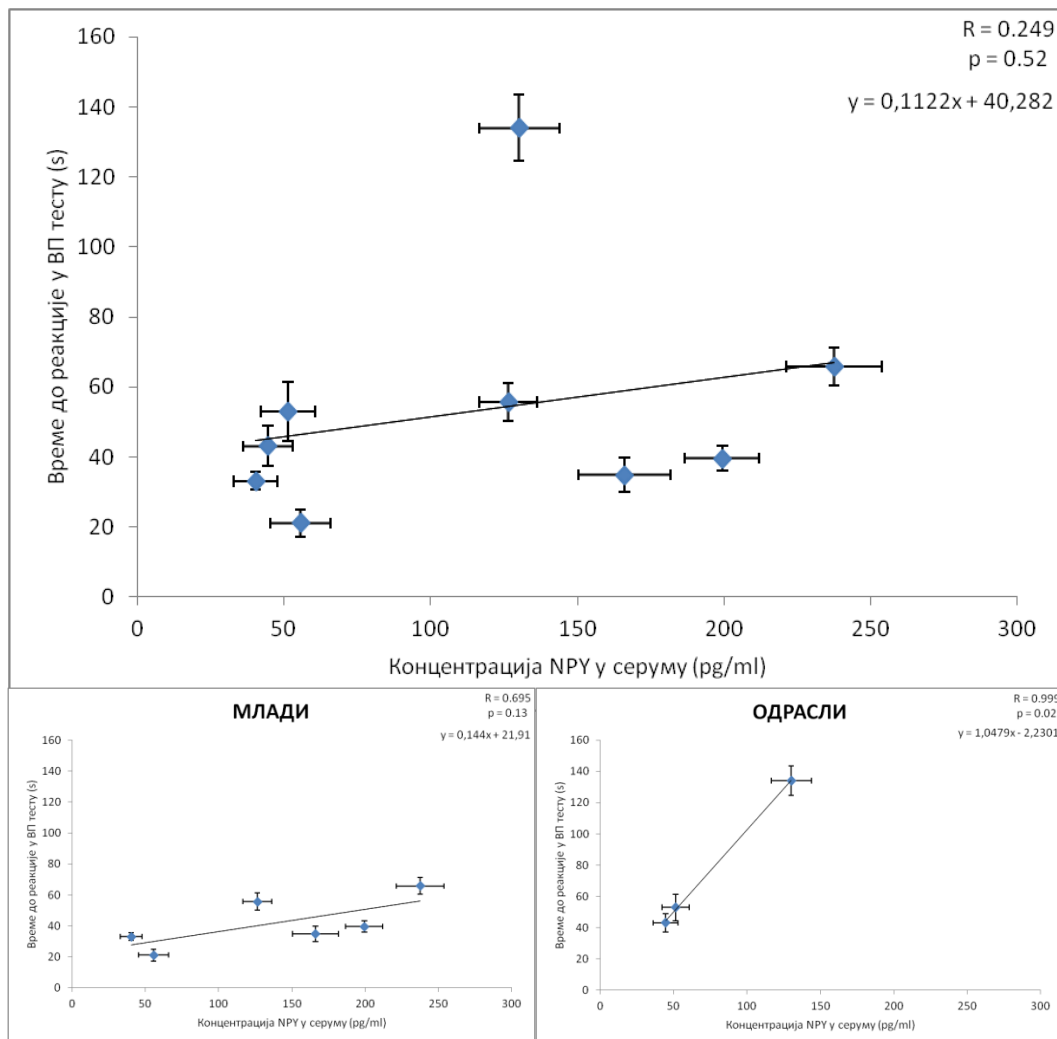 R = 0.249
p = 0.52
y = 0,1122x + 40,282
Време до реакције у ВП тесту (s)
160
140
120
100
80
60
40
20
0
0 50 100 150 200 250 300
Концентрација NPY у серуму (pg/ml)
МЛАДИ
R = 0.695
p = 0.13
y = 0,144x + 21,91
Време до реакције у ВП тесту (s)
160
140
120
100
80
60
40
20
0
0 50 100 150 200 250 300
Концентрација NPY у серуму (pg/ml)
ОДРАСЛИ
R = 0.999
p = 0.02
y = 1,0479x - 2,2301
Време до реакције у ВП тесту (s)
160
140
120
100
80
60
40
20
0
0 50 100 150 200 250 300
Концентрација NPY у серуму (pg/ml)